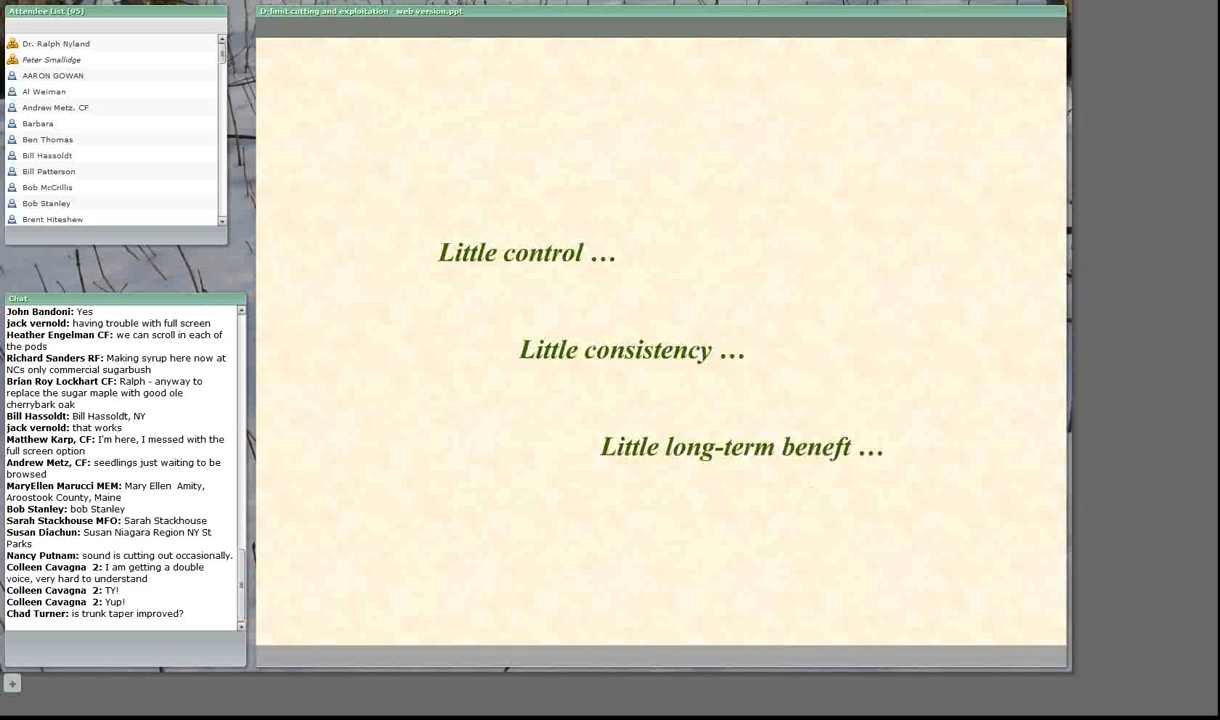 Attendee List (95)
Dr. Ralph Nyland
Peter Smallidge
AARON GOWAN
Al Weiman
Andrew Metz, CF
Barbara
Ben Thomas
Bill Hassoldt
Bill Patterson
Bob McCrillis
Bob Stanley
Brent Hiteshew
Chat
John Bandoni: Yes
jack vernold: having trouble with full screen
Heather Engelman CF: we can scroll in each of
the pods
Richard Sanders RF: Making syrup here now at
NCs only commercial sugarbush
Brian Roy Lockhart CF: Ralph - anyway to
replace the sugar maple with good ole
cherrybark oak
Bill Hassoldt: Bill Hassoldt, NY
jack vernold: that works
Matthew Karp, CF: I'm here, I messed with the
full screen option
Andrew Metz, CF: seedlings just waiting to be
browsed
MaryEllen Marucci MEM: Mary Ellen Amity,
Aroostook County, Maine
Bob Stanley: bob Stanley
Sarah Stackhouse MFO: Sarah Stackhouse
Susan Diachun: Susan Niagara Region NY St
Parks
Nancy Putnam: sound is cutting out occasionally.
Colleen Cavagna 2: I am getting a double
voice, very hard to understand
Colleen Cavagna 2: TY!
Colleen Cavagna 2: Yup!
Chad Turner: is trunk taper improved?
D-limit cutting and exploitation - web version.ppt
Little control …
Little consistency …
Little long-term beneft …